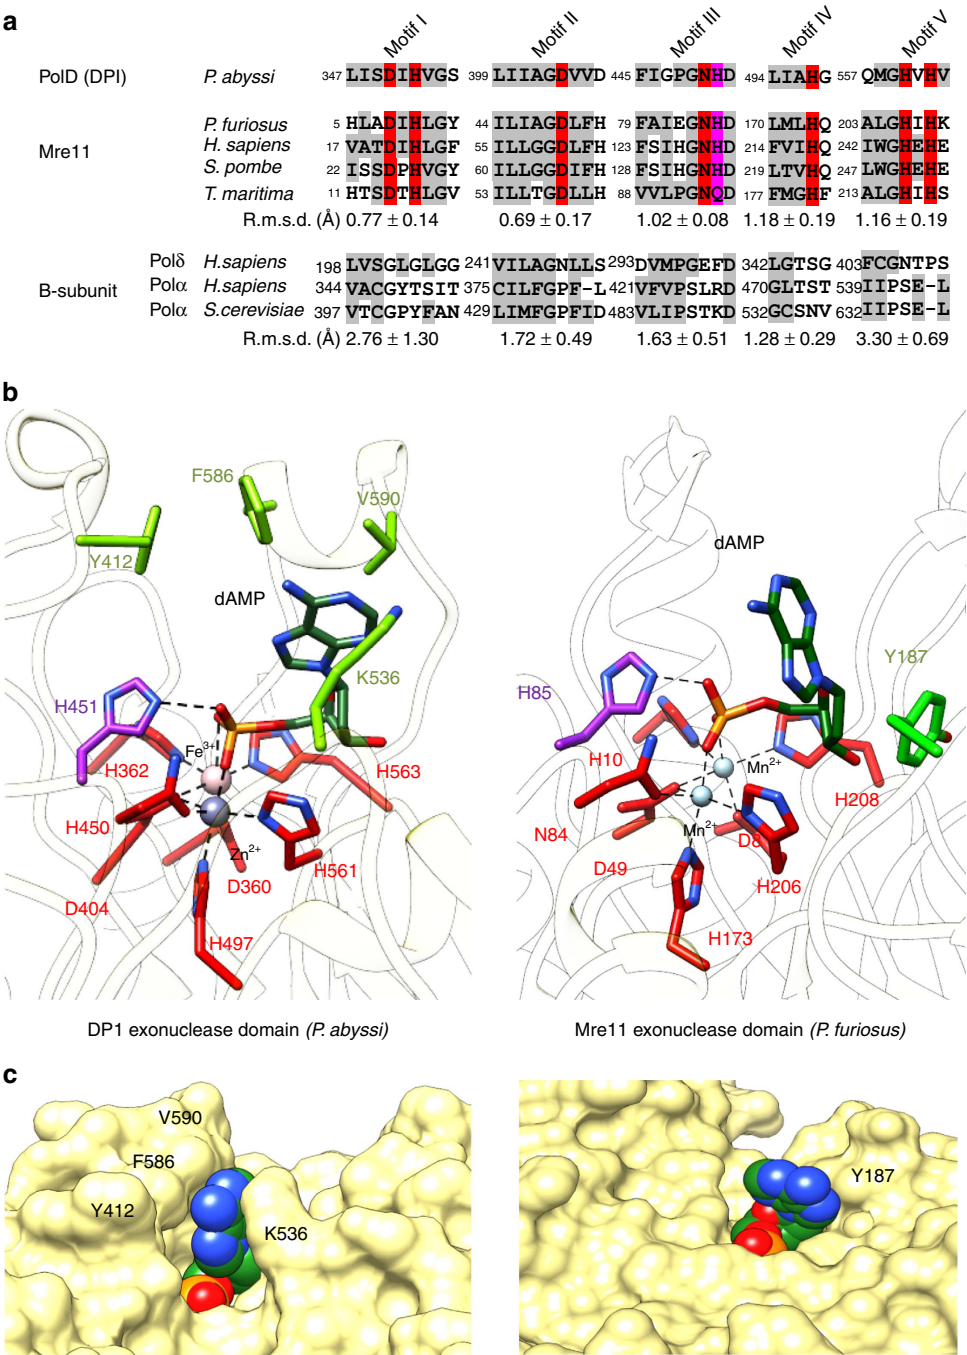 a
Motif I Motif II Motif III Motif IV Motif V
PolD (DPI) P. abyssi 347 LISDIHVGS 399 LIIAGDVVD 445 FIGPGNHD 494 LIAHG 557 QMGHVHV
Mre11
P. furiosus 5 HLADIHLGY 44 ILIAGDLFH 79 FAIEGNHD 170 LMLHQ 203 ALGHIHK
H. sapiens 17 VATDIHLGF 55 ILLGGDLFH 123 FSIHGNHD 214 FVIHQ 242 IWGHEHE
S. pombe 22 ISSDPHVGY 60 ILLGGDIFH 128 FSIHGNHD 219 LTVHQ 247 LWGHEHE
T. maritima 11 HTSDTHLGV 53 ILLTGDLLH 88 VVLPGNQD 177 FMGHF 213 ALGHIHS
R.m.s.d. (Å) 0.77 ± 0.14 0.69 ± 0.17 1.02 ± 0.08 1.18 ± 0.19 1.16 ± 0.19
B-subunit
Polδ H.sapiens 198 LVSGLGLGG 241 VILAGNLLS 293 DVMPGEFD 342 LGTSG 403 FCGNTPS
Polα H.sapiens 344 VACGYTSIT 375 CILFGPF-L 421 VFVPSLRD 470 GLTST 539 IIPSE-L
Polα S.cerevisiae 397 VTCGPYFAN 429 LIMFGPFID 483 VLIPSTKD 532 GCSNV 632 IIPSE-L
R.m.s.d. (Å) 2.76 ± 1.30 1.72 ± 0.49 1.63 ± 0.51 1.28 ± 0.29 3.30 ± 0.69
b
F586
V590
Y412
dAMP
K536
H451
Fe³⁺
H362
H563
H450
Zn²⁺
H561
D360
D404
H497
DP1 exonuclease domain (P. abyssi)
dAMP
Y187
H85
H10
Mn²⁺
H208
N84
Mn²⁺
D8
D49
H206
H173
Mre11 exonuclease domain (P. furiosus)
c
V590
F586
Y412
K536
Y187